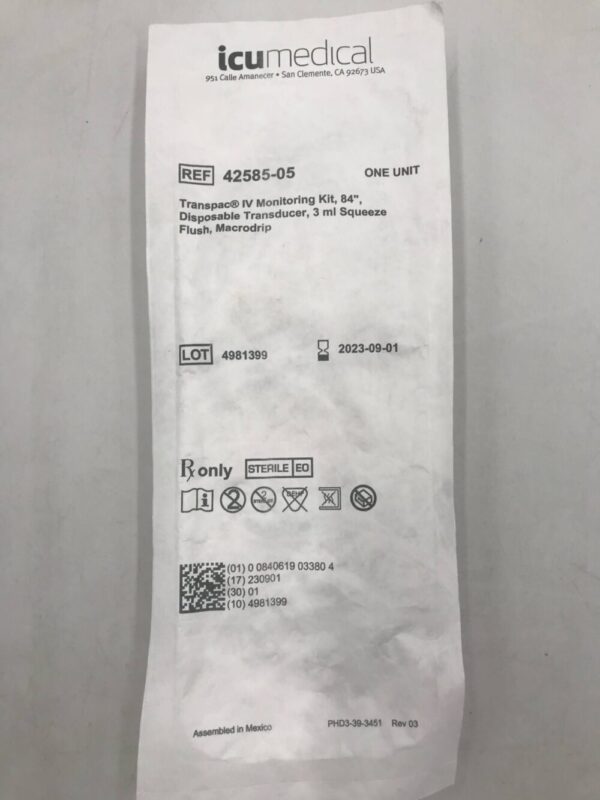 icumedical
951 Calle Amanecer • San Clemente, CA 92673 USA
REF 42585-05 ONE UNIT
Transpac® IV Monitoring Kit, 84",
Disposable Transducer, 3 ml Squeeze
Flush, Macrodrip
LOT 4981399 2023-09-01
Rx only STERILE EO
(01) 0 0840619 03380 4
(17) 230901
(30) 01
(10) 4981399
Assembled in Mexico PHD3-39-3451 Rev 03